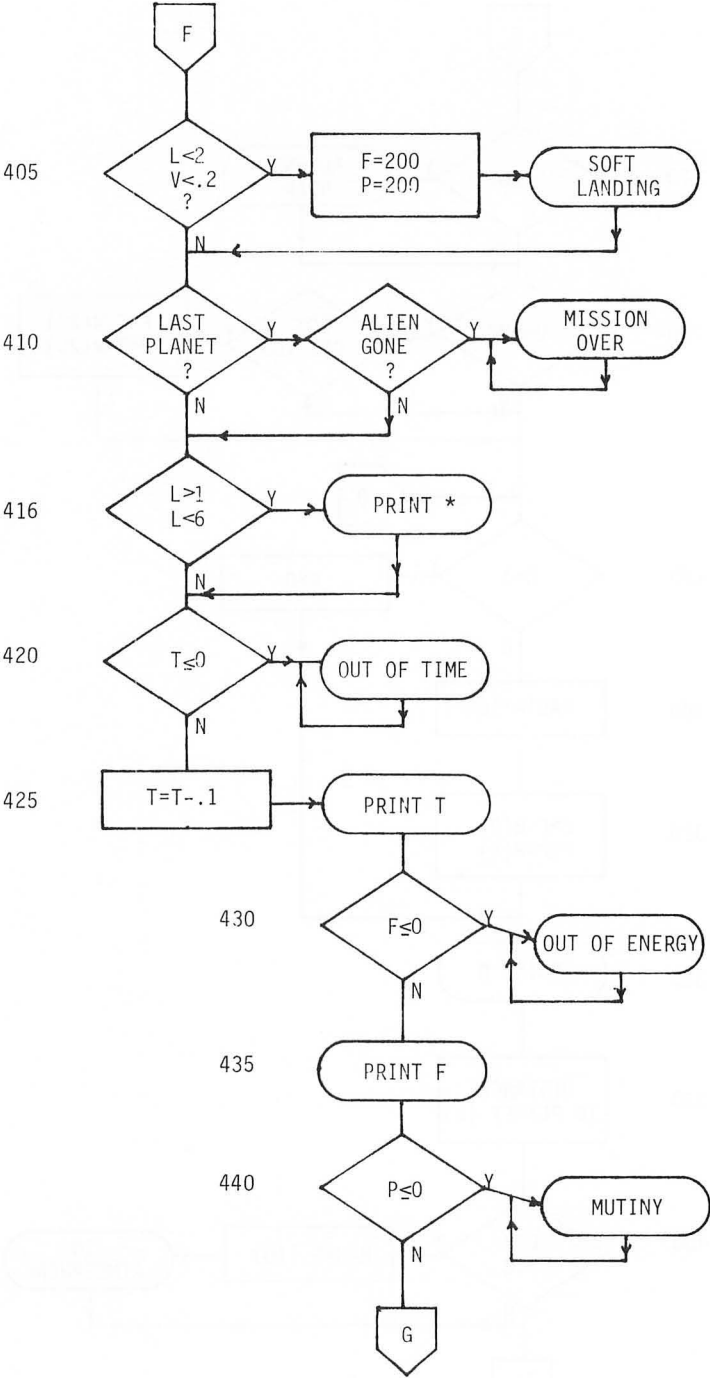 F
405
L<2
V<.2
?
Y
F=200
P=200
SOFT
LANDING
N
410
LAST
PLANET
?
Y
ALIEN
GONE
?
Y
MISSION
OVER
N
N
416
L>1
L<6
Y
PRINT *
N
420
T≤0
Y
OUT OF TIME
N
425
T=T-.1
PRINT T
430
F≤0
Y
OUT OF ENERGY
N
435
PRINT F
440
P≤0
Y
MUTINY
N
G